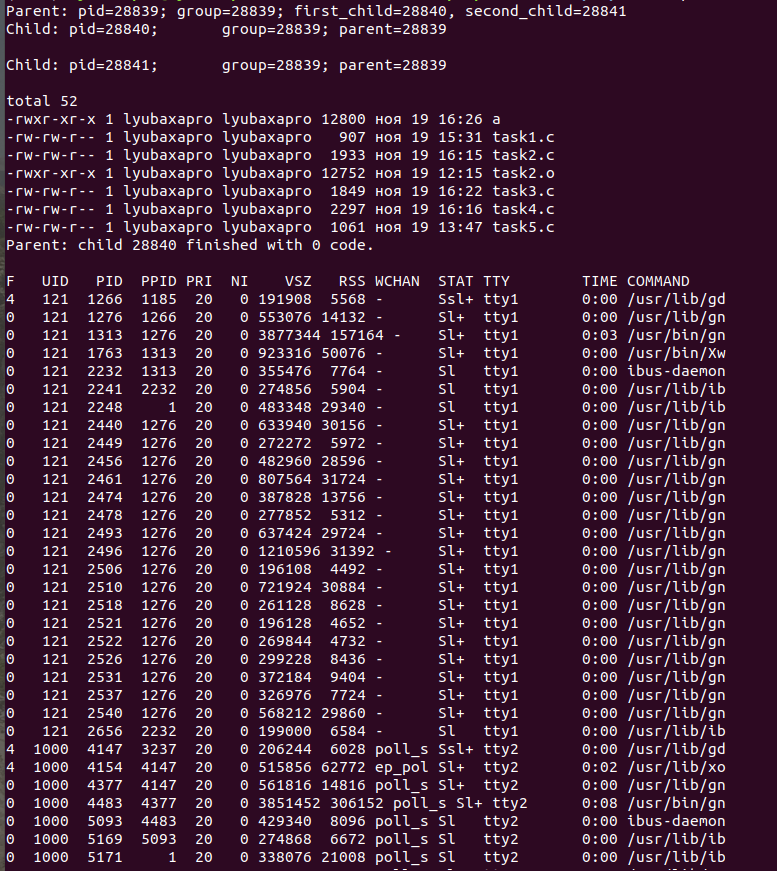 Parent: pid=28839; group=28839; first_child=28840, second_child=28841
Child: pid=28840;       group=28839; parent=28839
Child: pid=28841;       group=28839; parent=28839
total 52
-rwxr-xr-x 1 lyubaxapro lyubaxapro 12800 ноя 19 16:26 a
-rw-rw-r-- 1 lyubaxapro lyubaxapro   907 ноя 19 15:31 task1.c
-rw-rw-r-- 1 lyubaxapro lyubaxapro  1933 ноя 19 16:15 task2.c
-rwxrwxr-x 1 lyubaxapro lyubaxapro 12752 ноя 19 12:15 task2.o
-rw-rw-r-- 1 lyubaxapro lyubaxapro  1849 ноя 19 16:22 task3.c
-rw-rw-r-- 1 lyubaxapro lyubaxapro  2297 ноя 19 16:16 task4.c
-rw-rw-r-- 1 lyubaxapro lyubaxapro  1061 ноя 19 13:47 task5.c
Parent: child 28840 finished with 0 code.
F   UID   PID  PPID PRI  NI    VSZ   RSS WCHAN  STAT TTY        TIME COMMAND
4   121  1266  1185  20   0 191908  5568 -      Ssl+ tty1       0:00 /usr/lib/gd
0   121  1276  1266  20   0 553076 14132 -      Sl+  tty1       0:00 /usr/lib/gn
0   121  1313  1276  20   0 3877344 157164 -    Sl+  tty1       0:03 /usr/bin/gn
0   121  1763  1313  20   0 923316 50076 -      Sl+  tty1       0:00 /usr/bin/Xw
0   121  2232  1313  20   0 355476  7764 -      Sl   tty1       0:00 ibus-daemon
0   121  2241  2232  20   0 274856  5904 -      Sl   tty1       0:00 /usr/lib/ib
0   121  2248     1  20   0 483348 29340 -      Sl   tty1       0:00 /usr/lib/ib
0   121  2440  1276  20   0 633940 30156 -      Sl+  tty1       0:00 /usr/lib/gn
0   121  2449  1276  20   0 272272  5972 -      Sl+  tty1       0:00 /usr/lib/gn
0   121  2456  1276  20   0 482960 28596 -      Sl+  tty1       0:00 /usr/lib/gn
0   121  2461  1276  20   0 807564 31724 -      Sl+  tty1       0:00 /usr/lib/gn
0   121  2474  1276  20   0 387828 13756 -      Sl+  tty1       0:00 /usr/lib/gn
0   121  2478  1276  20   0 277852  5312 -      Sl+  tty1       0:00 /usr/lib/gn
0   121  2493  1276  20   0 637424 29724 -      Sl+  tty1       0:00 /usr/lib/gn
0   121  2496  1276  20   0 1210596 31392 -     Sl+  tty1       0:00 /usr/lib/gn
0   121  2506  1276  20   0 196108  4492 -      Sl+  tty1       0:00 /usr/lib/gn
0   121  2510  1276  20   0 721924 30884 -      Sl+  tty1       0:00 /usr/lib/gn
0   121  2518  1276  20   0 261128  8628 -      Sl+  tty1       0:00 /usr/lib/gn
0   121  2521  1276  20   0 196128  4652 -      Sl+  tty1       0:00 /usr/lib/gn
0   121  2522  1276  20   0 269844  4732 -      Sl+  tty1       0:00 /usr/lib/gn
0   121  2526  1276  20   0 299228  8436 -      Sl+  tty1       0:00 /usr/lib/gn
0   121  2531  1276  20   0 372184  9404 -      Sl+  tty1       0:00 /usr/lib/gn
0   121  2537  1276  20   0 326976  7724 -      Sl+  tty1       0:00 /usr/lib/gn
0   121  2540  1276  20   0 568212 29860 -      Sl+  tty1       0:00 /usr/lib/gn
0   121  2656  2232  20   0 199000  6584 -      Sl   tty1       0:00 /usr/lib/ib
4  1000  4147  3237  20   0 206244  6028 poll_s Ssl+ tty2       0:00 /usr/lib/gd
4  1000  4154  4147  20   0 515856 62772 ep_pol Sl+  tty2       0:02 /usr/lib/xo
0  1000  4377  4147  20   0 561816 14816 poll_s Sl+  tty2       0:00 /usr/lib/gn
0  1000  4483  4377  20   0 3851452 306152 poll_s Sl+ tty2      0:08 /usr/bin/gn
0  1000  5093  4483  20   0 429340  8096 poll_s Sl   tty2       0:00 ibus-daemon
0  1000  5169  5093  20   0 274868  6672 poll_s Sl   tty2       0:00 /usr/lib/ib
0  1000  5171     1  20   0 338076 21008 poll_s Sl   tty2       0:00 /usr/lib/ib